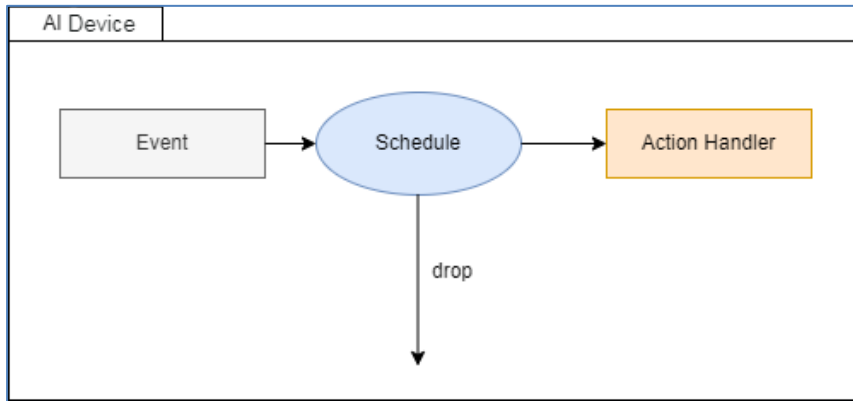 AI Device
Event
Schedule
Action Handler
drop